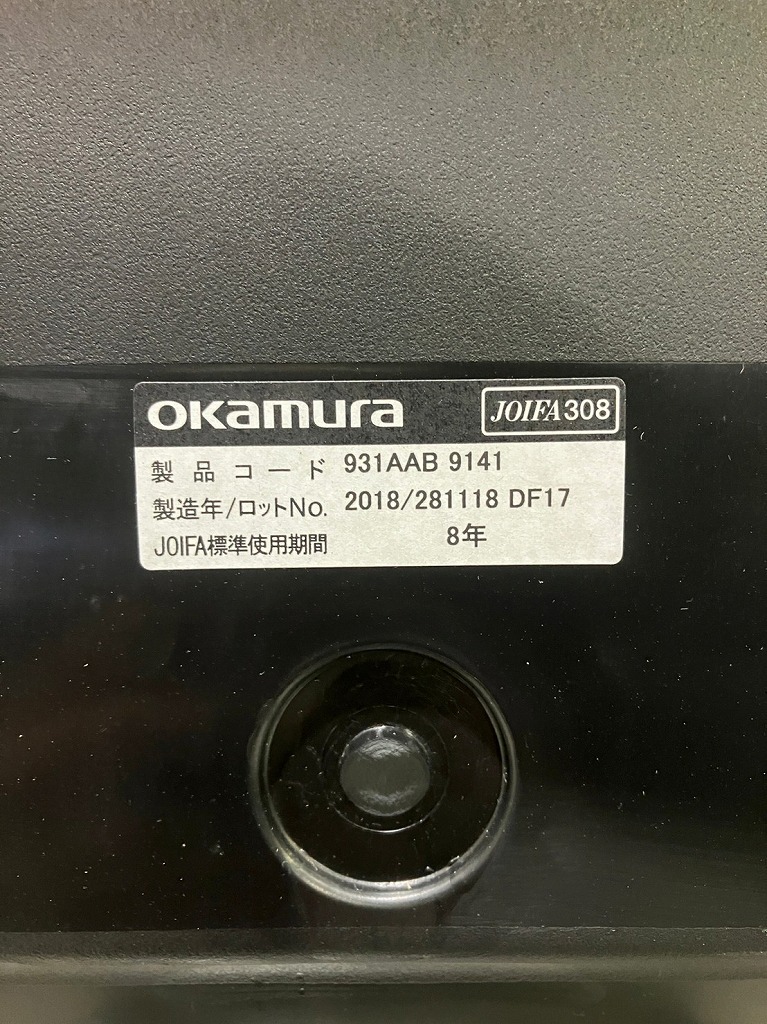 okamura JOIFA308
製品コード 931AAB 9141
製造年/ロットNo. 2018/281118 DF17
JOIFA標準使用期間 8年